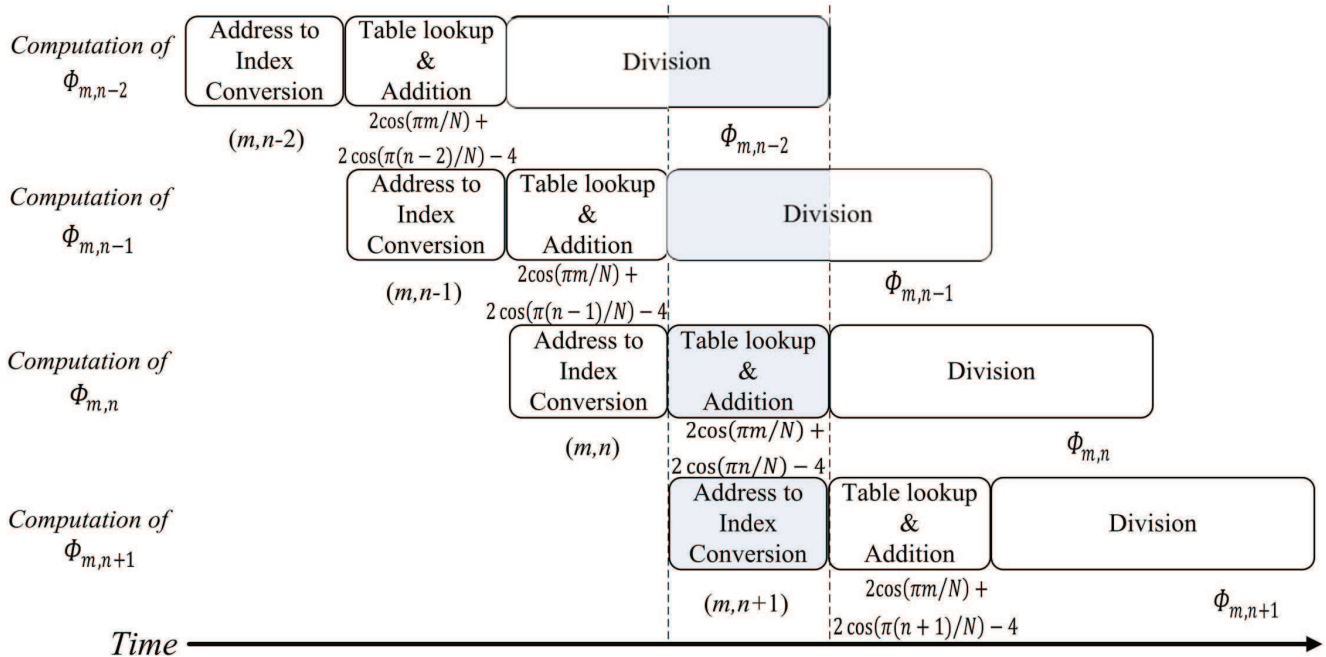 Computation of
Φm,n−2
Address to
Index
Conversion
Table lookup
&
Addition
Division
(m,n-2)
2cos(πm/N) +
2 cos(π(n − 2)/N) − 4
Φm,n−2
Computation of
Φm,n−1
Address to
Index
Conversion
Table lookup
&
Addition
Division
(m,n-1)
2cos(πm/N) +
2 cos(π(n − 1)/N) − 4
Φm,n−1
Computation of
Φm,n
Address to
Index
Conversion
Table lookup
&
Addition
Division
(m,n)
2cos(πm/N) +
2 cos(πn/N) − 4
Φm,n
Computation of
Φm,n+1
Address to
Index
Conversion
Table lookup
&
Addition
Division
(m,n+1)
2cos(πm/N) +
2 cos(π(n + 1)/N) − 4
Φm,n+1
Time